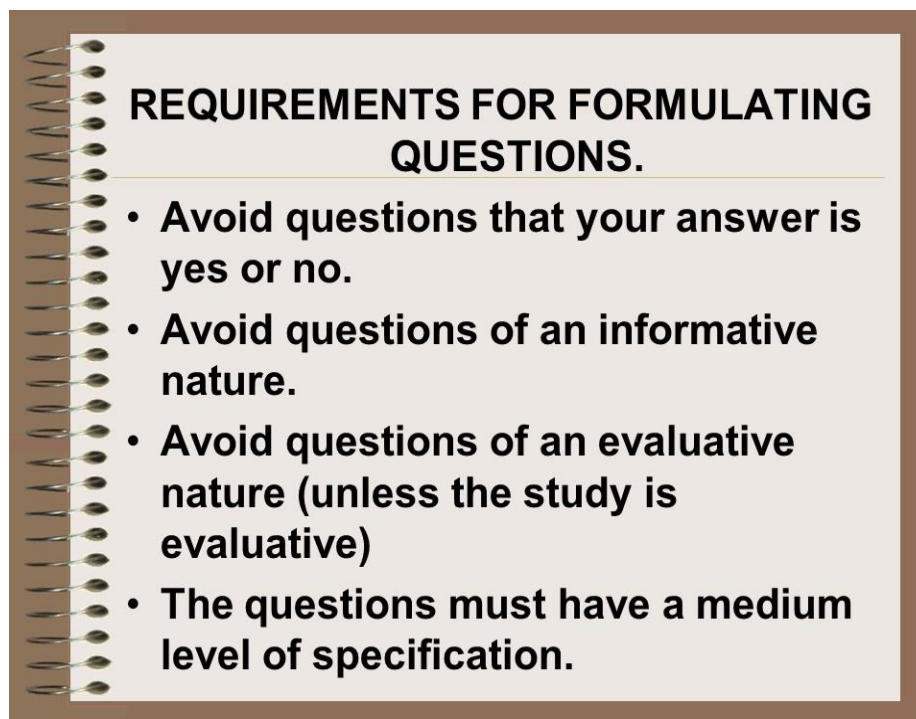 REQUIREMENTS FOR FORMULATING
QUESTIONS.
• Avoid questions that your answer is
yes or no.
• Avoid questions of an informative
nature.
• Avoid questions of an evaluative
nature (unless the study is
evaluative)
• The questions must have a medium
level of specification.